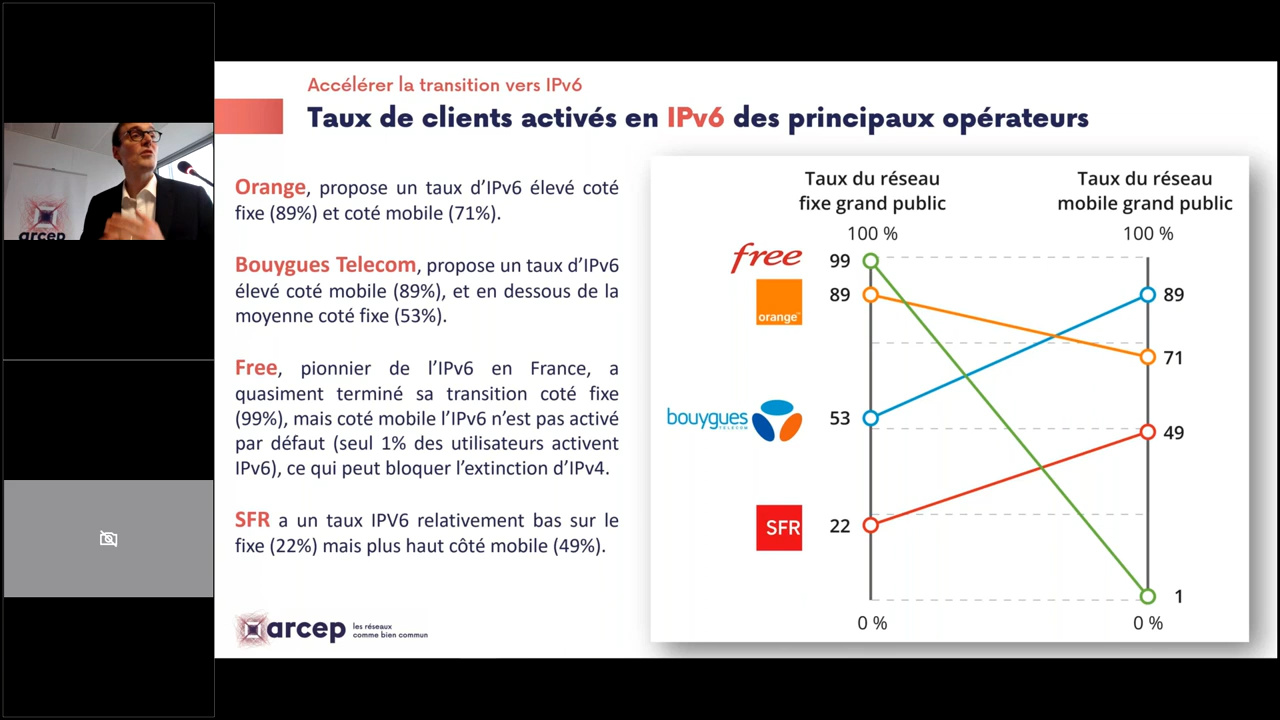 arcep
Accélérer la transition vers IPv6
Taux de clients activés en IPv6 des principaux opérateurs
Orange, propose un taux d’IPv6 élevé coté
fixe (89%) et coté mobile (71%).
Bouygues Telecom, propose un taux d’IPv6
élevé coté mobile (89%), et en dessous de la
moyenne coté fixe (53%).
Free, pionnier de l’IPv6 en France, a
quasiment terminé sa transition coté fixe
(99%), mais coté mobile l’IPv6 n’est pas activé
par défaut (seul 1% des utilisateurs activent
IPv6), ce qui peut bloquer l’extinction d’IPv4.
SFR a un taux IPV6 relativement bas sur le
fixe (22%) mais plus haut côté mobile (49%).
arcep
les réseaux
comme bien commun
Taux du réseau
fixe grand public
100 %
Taux du réseau
mobile grand public
100 %
free
99
orange™
89
89
71
bouygues
TELECOM
53
49
SFR
22
1
0 %
0 %